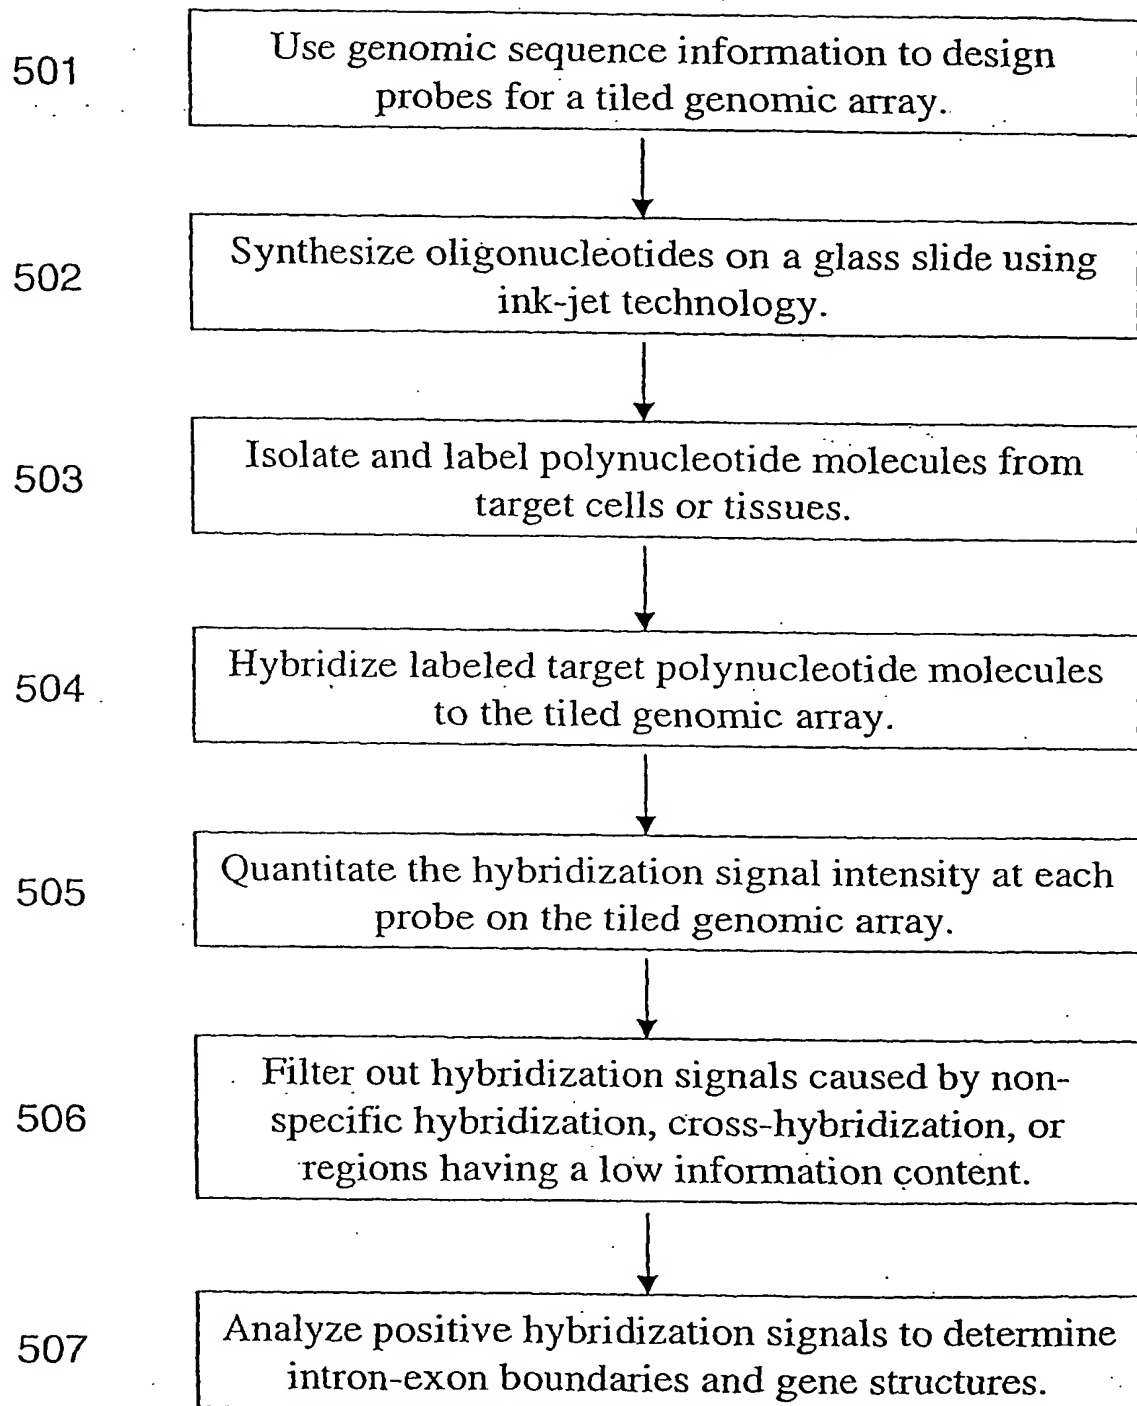 501
Use genomic sequence information to design
probes for a tiled genomic array.
502
Synthesize oligonucleotides on a glass slide using
ink-jet technology.
503
Isolate and label polynucleotide molecules from
target cells or tissues.
504
Hybridize labeled target polynucleotide molecules
to the tiled genomic array.
505
Quantitate the hybridization signal intensity at each
probe on the tiled genomic array.
506
Filter out hybridization signals caused by non-
specific hybridization, cross-hybridization, or
regions having a low information content.
507
Analyze positive hybridization signals to determine
intron-exon boundaries and gene structures.